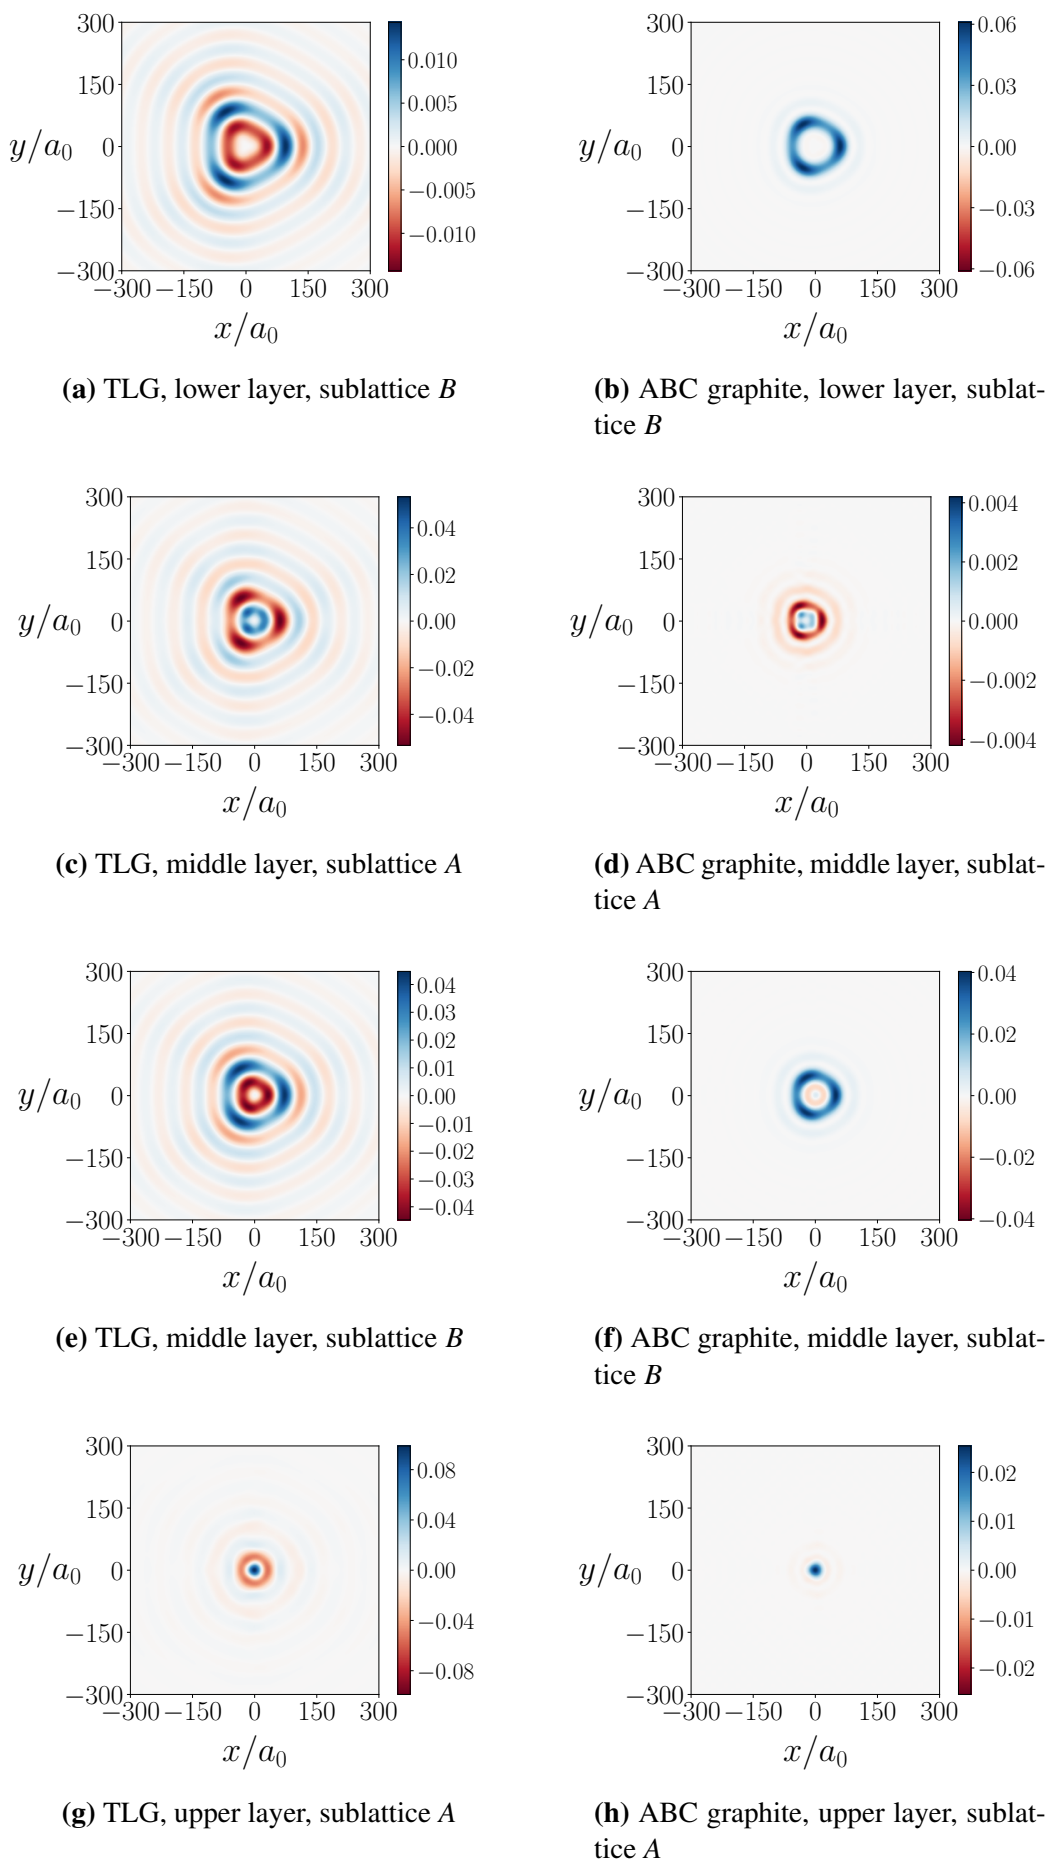 300
150
y/a₀ 0
−150
−300
−300 −150 0 150 300
x/a₀
0.010
0.005
0.000
−0.005
−0.010
(a) TLG, lower layer, sublattice B
300
150
y/a₀ 0
−150
−300
−300 −150 0 150 300
x/a₀
0.06
0.03
0.00
−0.03
−0.06
(b) ABC graphite, lower layer, sublat-
tice B
300
150
y/a₀ 0
−150
−300
−300 −150 0 150 300
x/a₀
0.04
0.02
0.00
−0.02
−0.04
(c) TLG, middle layer, sublattice A
300
150
y/a₀ 0
−150
−300
−300 −150 0 150 300
x/a₀
0.004
0.002
0.000
−0.002
−0.004
(d) ABC graphite, middle layer, sublat-
tice A
300
150
y/a₀ 0
−150
−300
−300 −150 0 150 300
x/a₀
0.04
0.03
0.02
0.01
0.00
−0.01
−0.02
−0.03
−0.04
(e) TLG, middle layer, sublattice B
300
150
y/a₀ 0
−150
−300
−300 −150 0 150 300
x/a₀
0.04
0.02
0.00
−0.02
−0.04
(f) ABC graphite, middle layer, sublat-
tice B
300
150
y/a₀ 0
−150
−300
−300 −150 0 150 300
x/a₀
0.08
0.04
0.00
−0.04
−0.08
(g) TLG, upper layer, sublattice A
300
150
y/a₀ 0
−150
−300
−300 −150 0 150 300
x/a₀
0.02
0.01
0.00
−0.01
−0.02
(h) ABC graphite, upper layer, sublat-
tice A